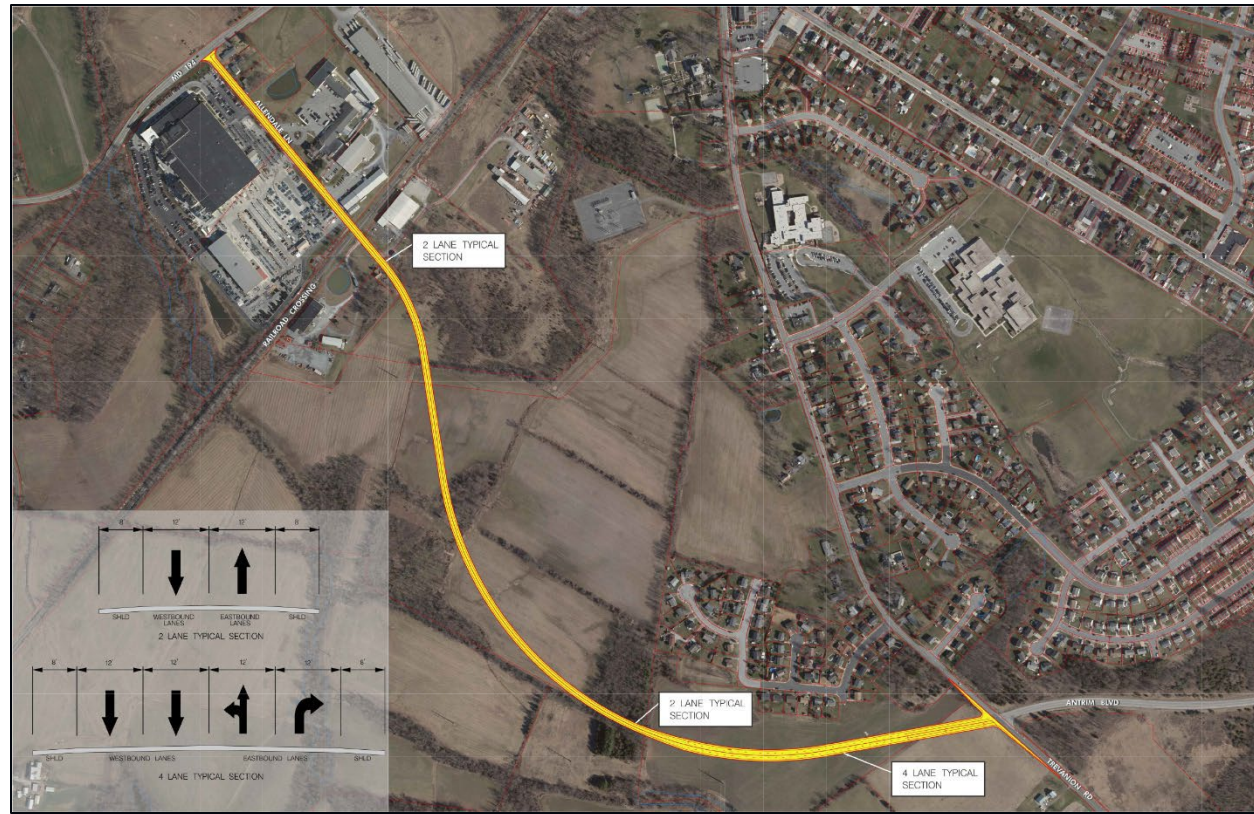 MD 194
ALLENDALE LN
2 LANE TYPICAL
SECTION
RAILROAD CROSSING
8' 12' 12' 8'
SHLD WESTBOUND LANES EASTBOUND LANES SHLD
2 LANE TYPICAL SECTION
8' 12' 12' 12' 12' 8'
SHLD WESTBOUND LANES EASTBOUND LANES SHLD
4 LANE TYPICAL SECTION
2 LANE TYPICAL
SECTION
ANTRIM BLVD
4 LANE TYPICAL
SECTION
TREVANION RD